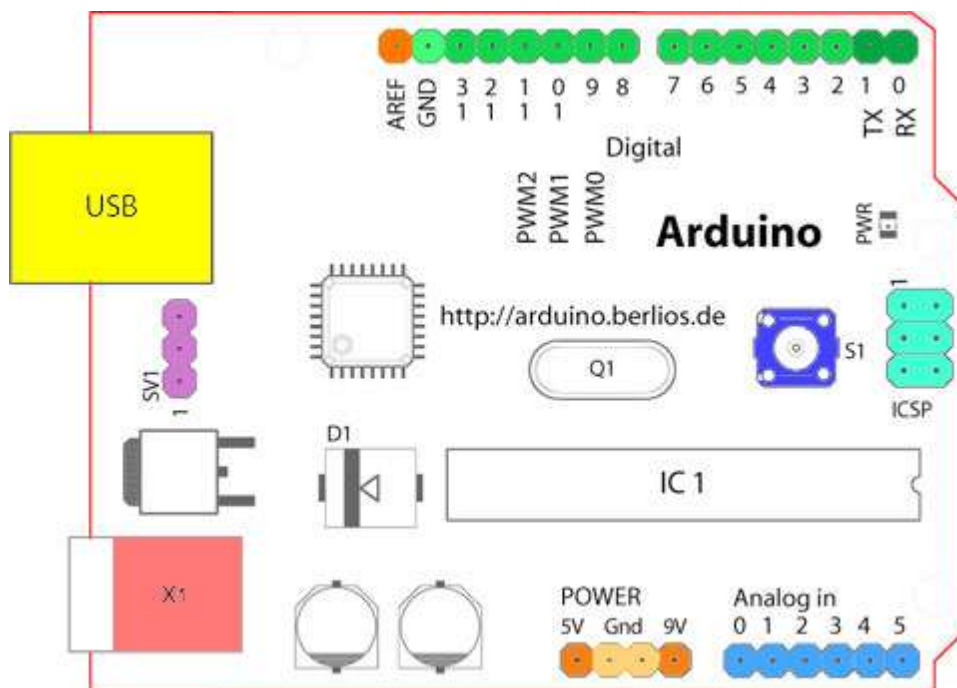 AREF GND 13 12 11 10 9 8 7 6 5 4 3 2 1 0
TX RX
Digital
PWM2 PWM1 PWM0
Arduino
PWR
USB
1
http://arduino.berlios.de
Q1
S1
SV1
1
ICSP
D1
IC 1
X1
POWER
5V Gnd 9V
Analog in
0 1 2 3 4 5